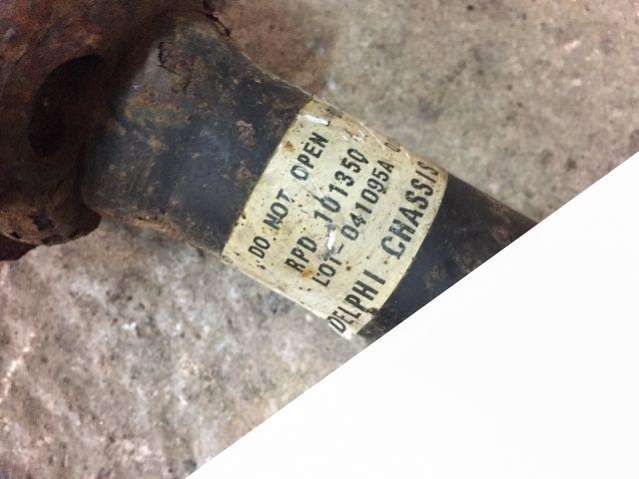 DO NOT OPEN
RPD 101350
LOT-041095A
DELPHI CHASSIS